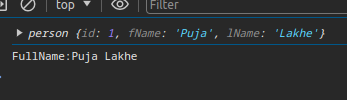 top
Filter
person {id: 1, fName: 'Puja', lName: 'Lakhe'}
FullName:Puja Lakhe